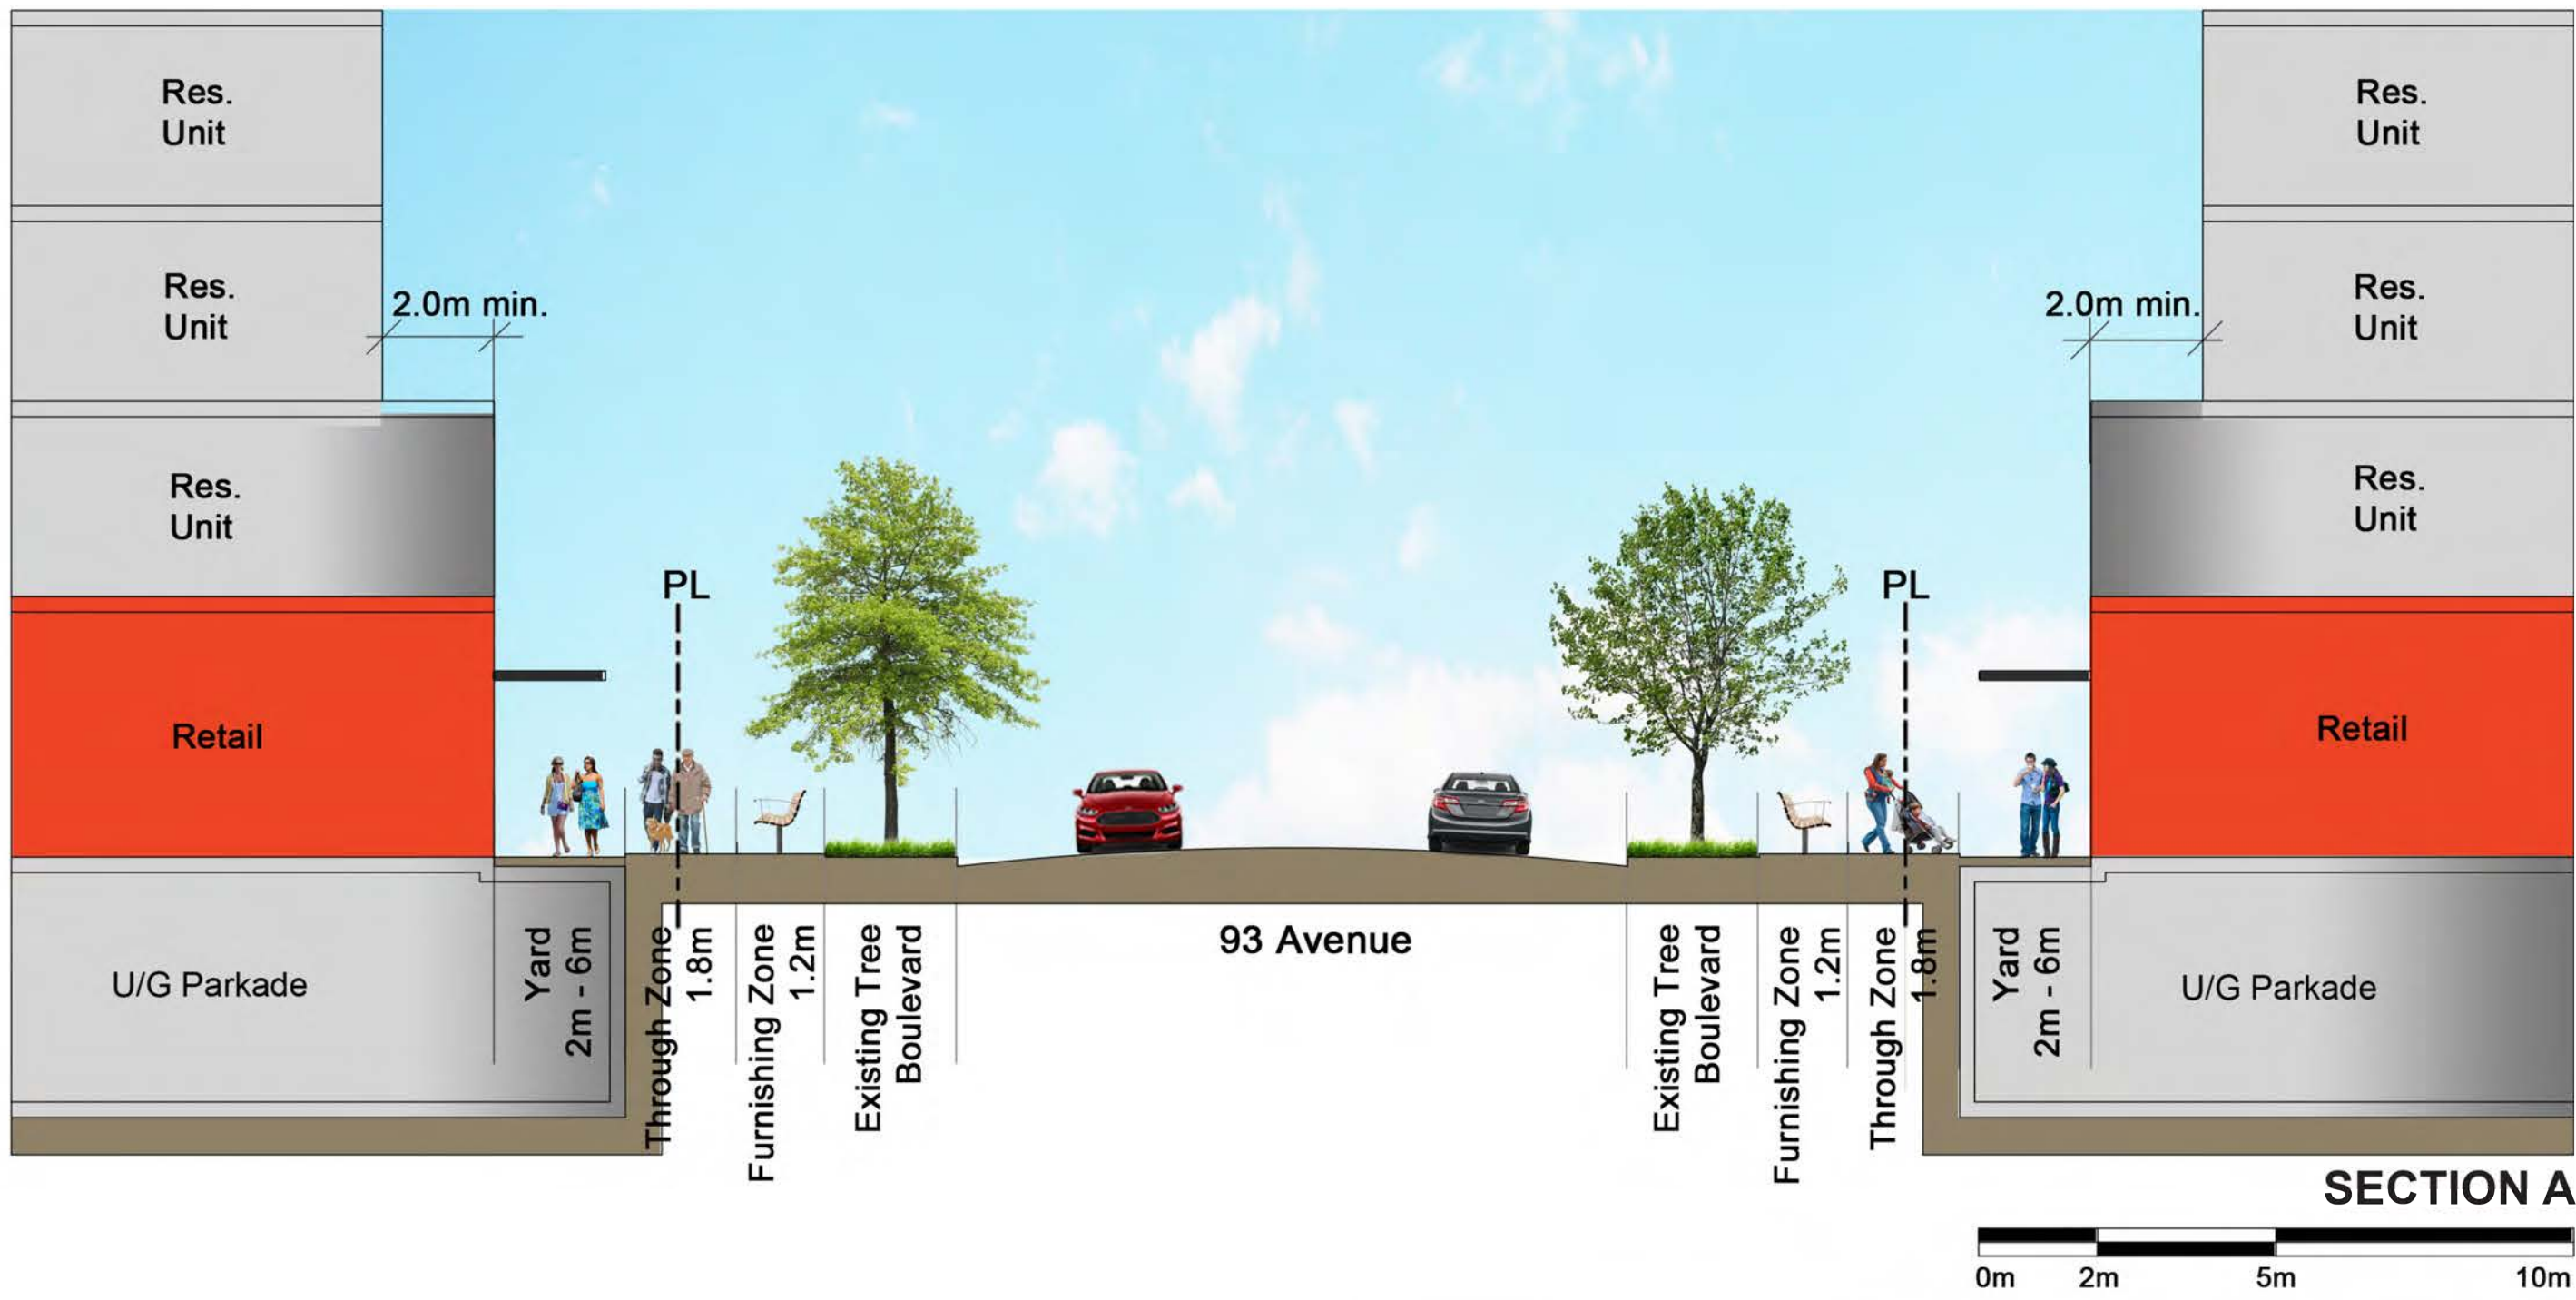 Res.
Unit
Res.
Unit
Res.
Unit
Res.
Unit
2.0m min.
2.0m min.
Res.
Unit
Res.
Unit
PL
PL
Retail
Retail
U/G Parkade
Yard
2m - 6m
Through Zone
1.8m
Furnishing Zone
1.2m
Existing Tree
Boulevard
93 Avenue
Existing Tree
Boulevard
Furnishing Zone
1.2m
Through Zone
1.8m
Yard
2m - 6m
U/G Parkade
SECTION A
0m 2m 5m 10m